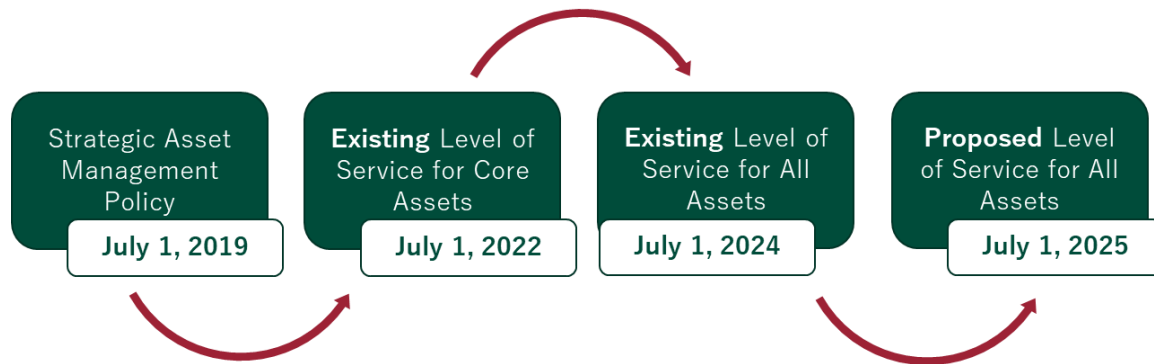 Strategic Asset
Management
Policy
July 1, 2019
Existing Level of
Service for Core
Assets
July 1, 2022
Existing Level of
Service for All
Assets
July 1, 2024
Proposed Level
of Service for All
Assets
July 1, 2025